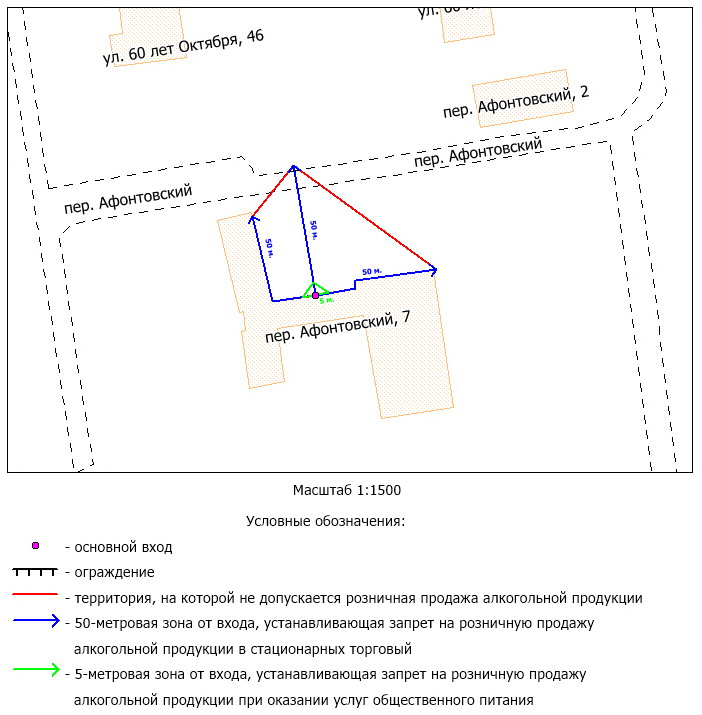 ул. 60 лет Октября, 46
пер. Афонтовский, 2
пер. Афонтовский
пер. Афонтовский
50 м.
50 м.
50 м.
5 м.
пер. Афонтовский, 7
Масштаб 1:1500
Условные обозначения:
- основной вход
- ограждение
- территория, на которой не допускается розничная продажа алкогольной продукции
- 50-метровая зона от входа, устанавливающая запрет на розничную продажу
алкогольной продукции в стационарных торговый
- 5-метровая зона от входа, устанавливающая запрет на розничную продажу
алкогольной продукции при оказании услуг общественного питания